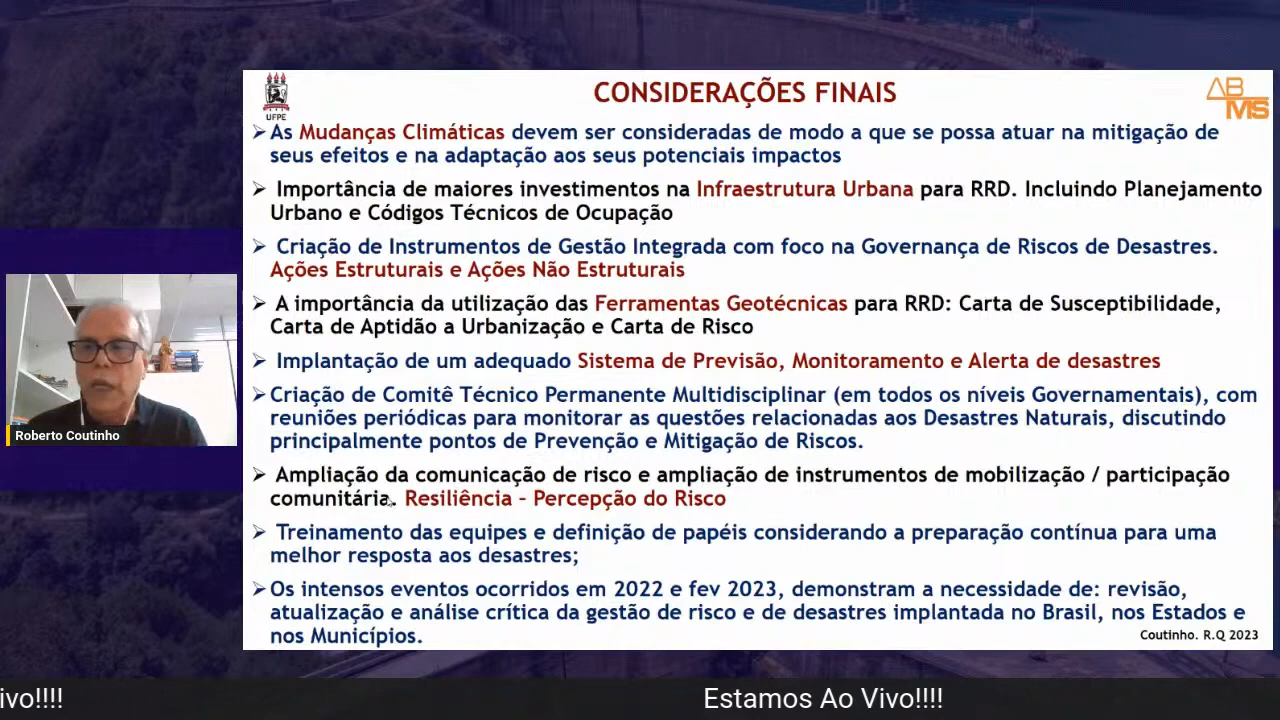 UFPE
CONSIDERAÇÕES FINAIS
ABMS
➢ As Mudanças Climáticas devem ser consideradas de modo a que se possa atuar na mitigação de
seus efeitos e na adaptação aos seus potenciais impactos
➢ Importância de maiores investimentos na Infraestrutura Urbana para RRD. Incluindo Planejamento
Urbano e Códigos Técnicos de Ocupação
➢ Criação de Instrumentos de Gestão Integrada com foco na Governança de Riscos de Desastres.
Ações Estruturais e Ações Não Estruturais
➢ A importância da utilização das Ferramentas Geotécnicas para RRD: Carta de Susceptibilidade,
Carta de Aptidão a Urbanização e Carta de Risco
➢ Implantação de um adequado Sistema de Previsão, Monitoramento e Alerta de desastres
➢ Criação de Comitê Técnico Permanente Multidisciplinar (em todos os níveis Governamentais), com
reuniões periódicas para monitorar as questões relacionadas aos Desastres Naturais, discutindo
principalmente pontos de Prevenção e Mitigação de Riscos.
➢ Ampliação da comunicação de risco e ampliação de instrumentos de mobilização / participação
comunitária. Resiliência – Percepção do Risco
➢ Treinamento das equipes e definição de papéis considerando a preparação contínua para uma
melhor resposta aos desastres;
➢ Os intensos eventos ocorridos em 2022 e fev 2023, demonstram a necessidade de: revisão,
atualização e análise crítica da gestão de risco e de desastres implantada no Brasil, nos Estados e
nos Municípios.
Coutinho. R.Q 2023
Roberto Coutinho
ivo!!!!
Estamos Ao Vivo!!!!